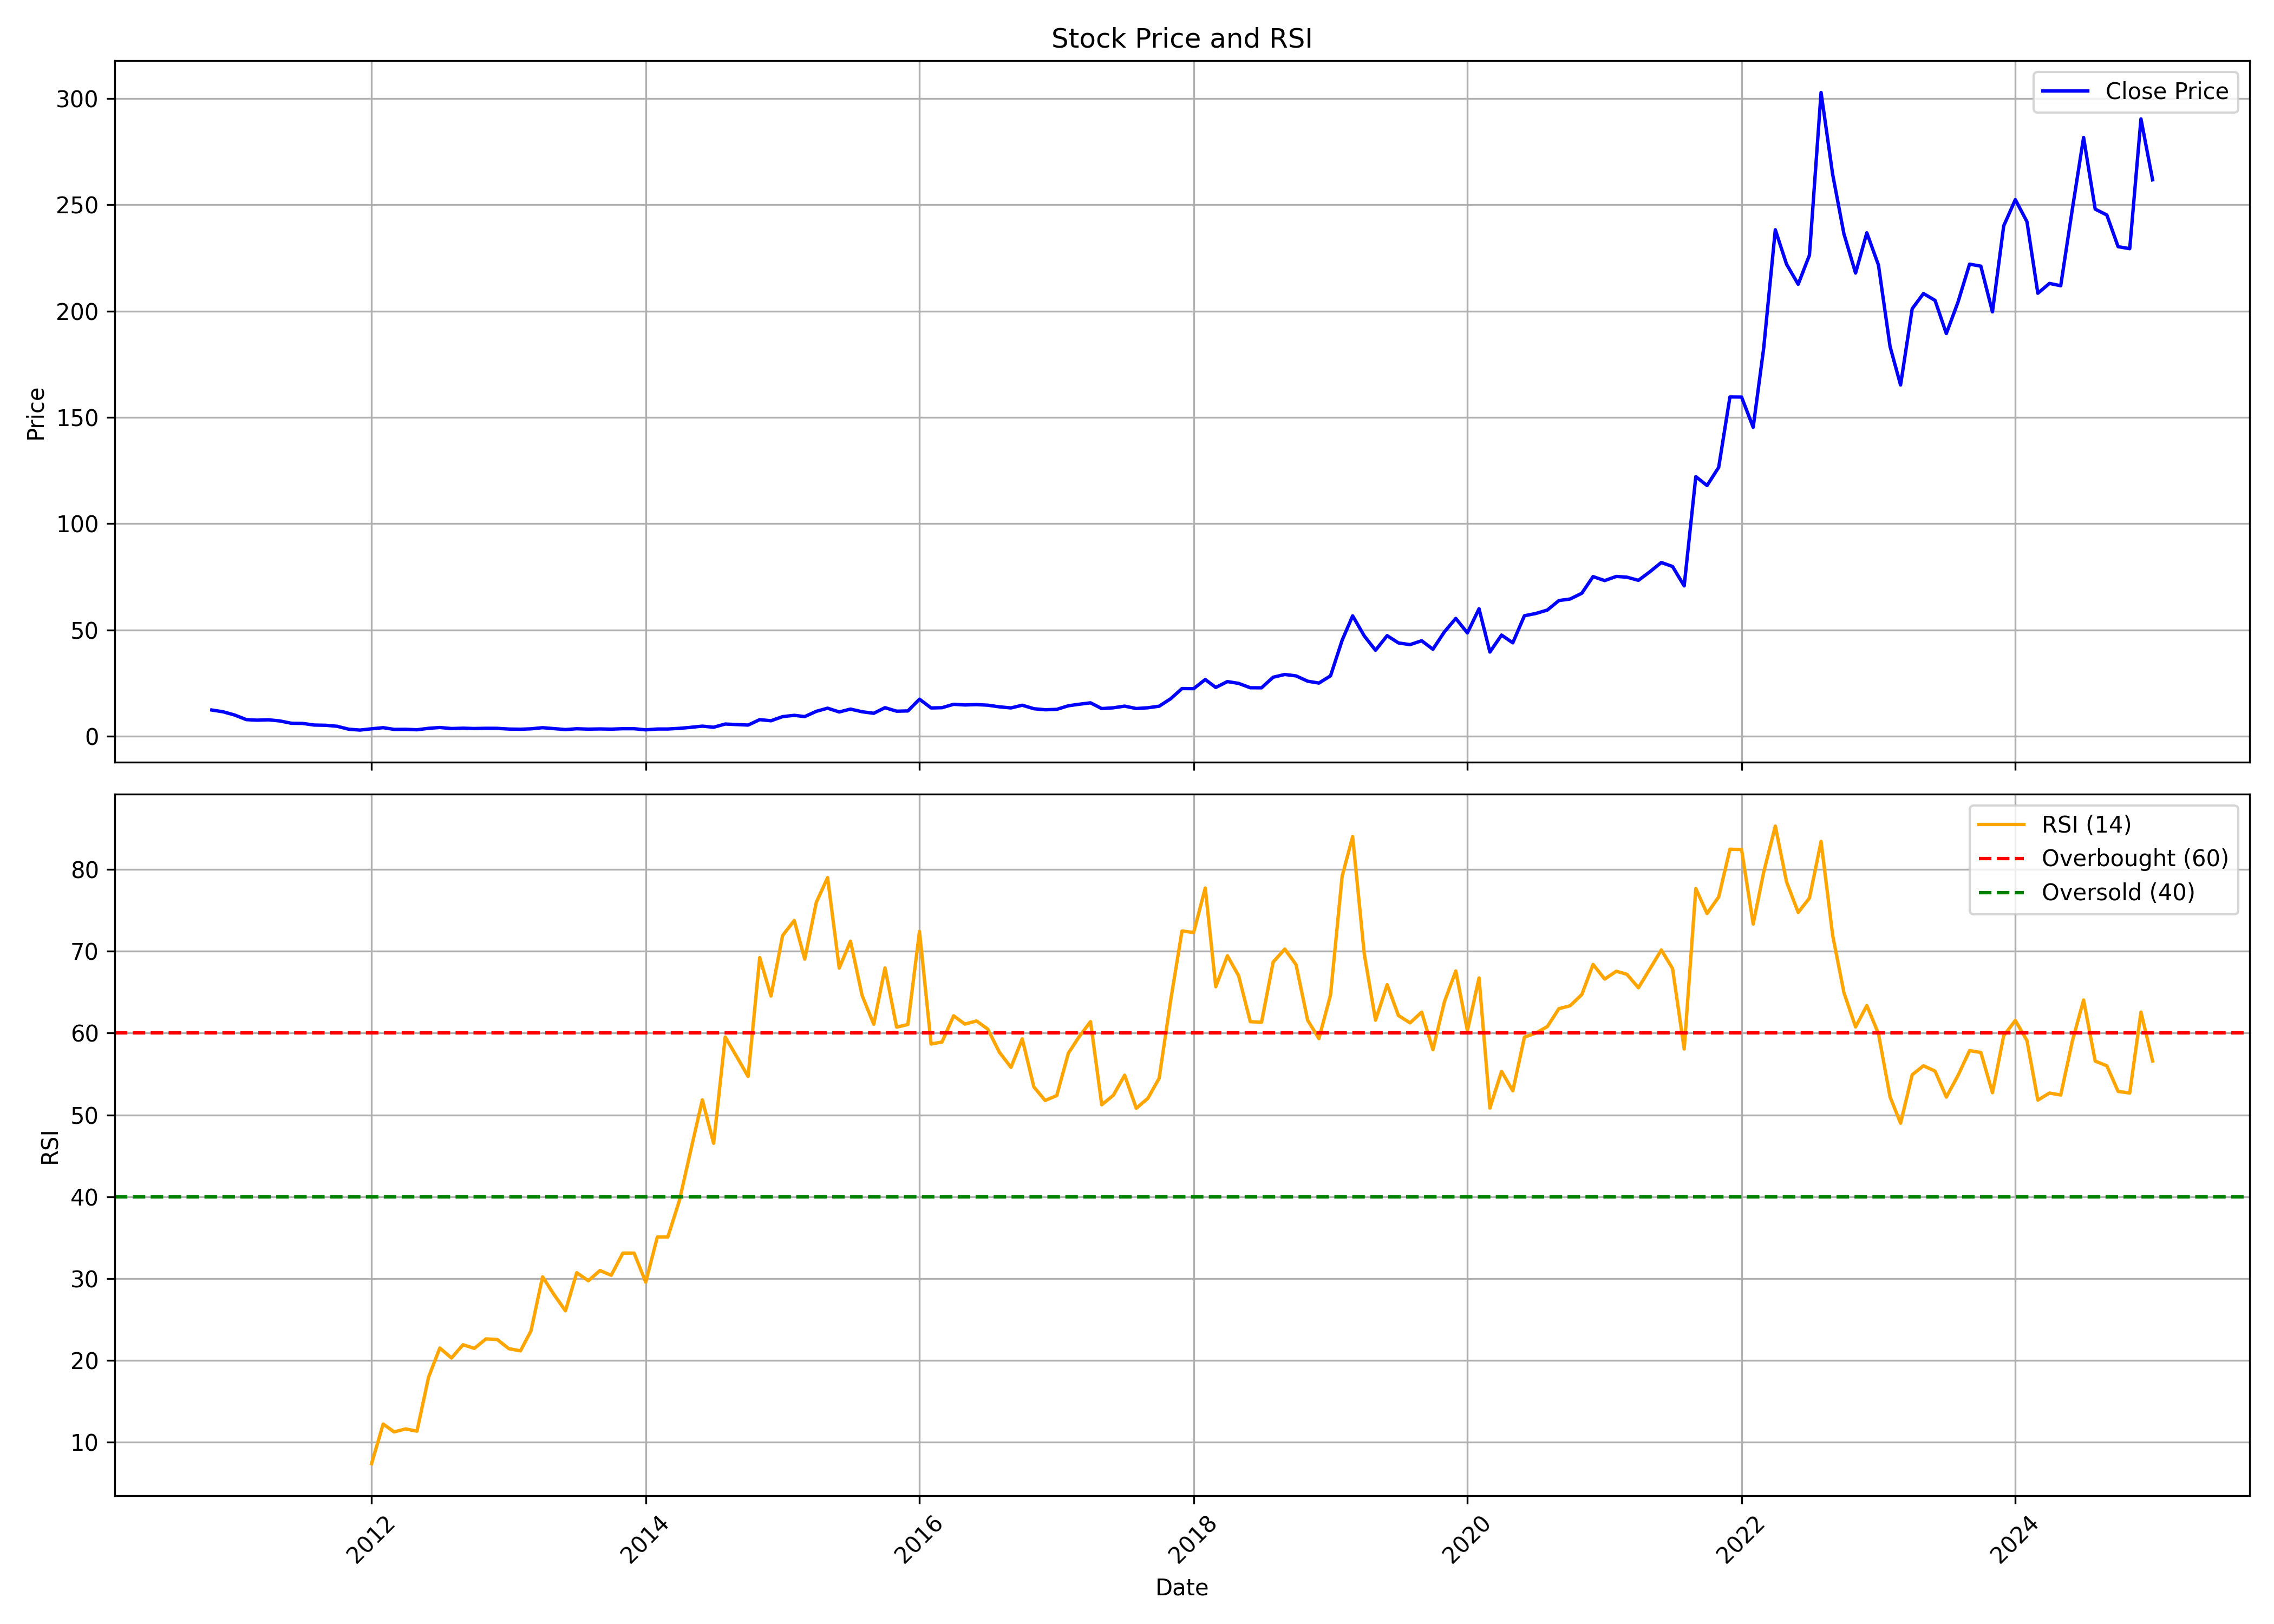 Stock Price and RSI
Close Price
Price
300
250
200
150
100
50
0
RSI (14)
Overbought (60)
Oversold (40)
RSI
80
70
60
50
40
30
20
10
2012
2014
2016
2018
2020
2022
2024
Date